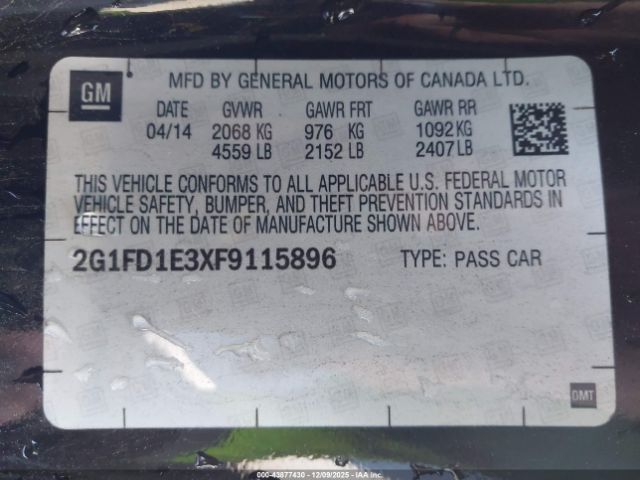 GM
MFD BY GENERAL MOTORS OF CANADA LTD.
DATE GVWR GAWR FRT GAWR RR
04/14 2068 KG 976 KG 1092 KG
4559 LB 2152 LB 2407 LB
THIS VEHICLE CONFORMS TO ALL APPLICABLE U.S. FEDERAL MOTOR
VEHICLE SAFETY, BUMPER, AND THEFT PREVENTION STANDARDS IN
EFFECT ON THE DATE OF MANUFACTURE SHOWN ABOVE.
2G1FD1E3XF9115896 TYPE: PASS CAR
DMT
000-43877430 - 12/09/2025 - IAA Inc.